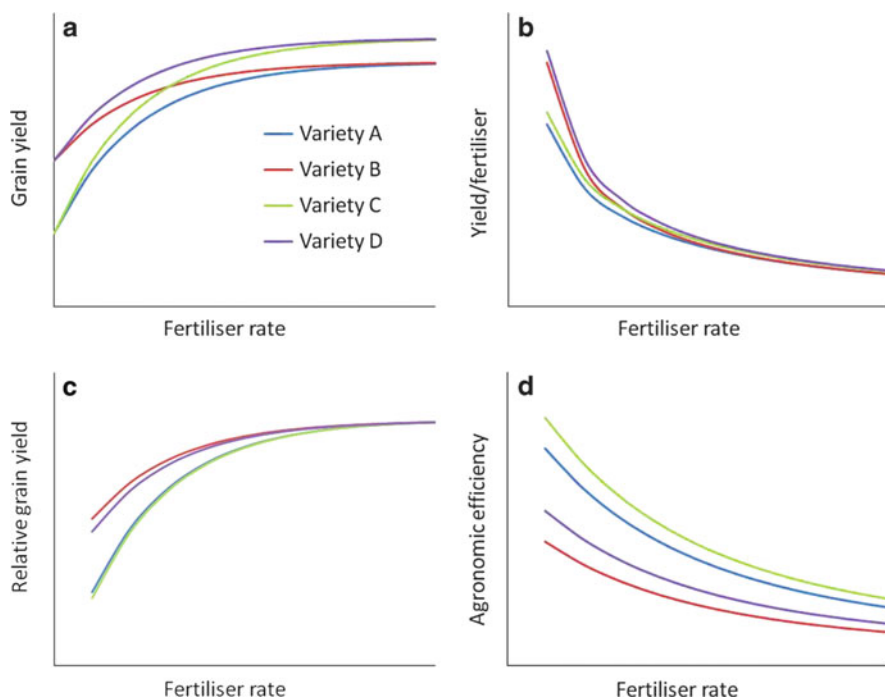 a
Grain yield
Variety A
Variety B
Variety C
Variety D
Fertiliser rate
b
Yield/fertiliser
Fertiliser rate
c
Relative grain yield
Fertiliser rate
d
Agronomic efficiency
Fertiliser rate